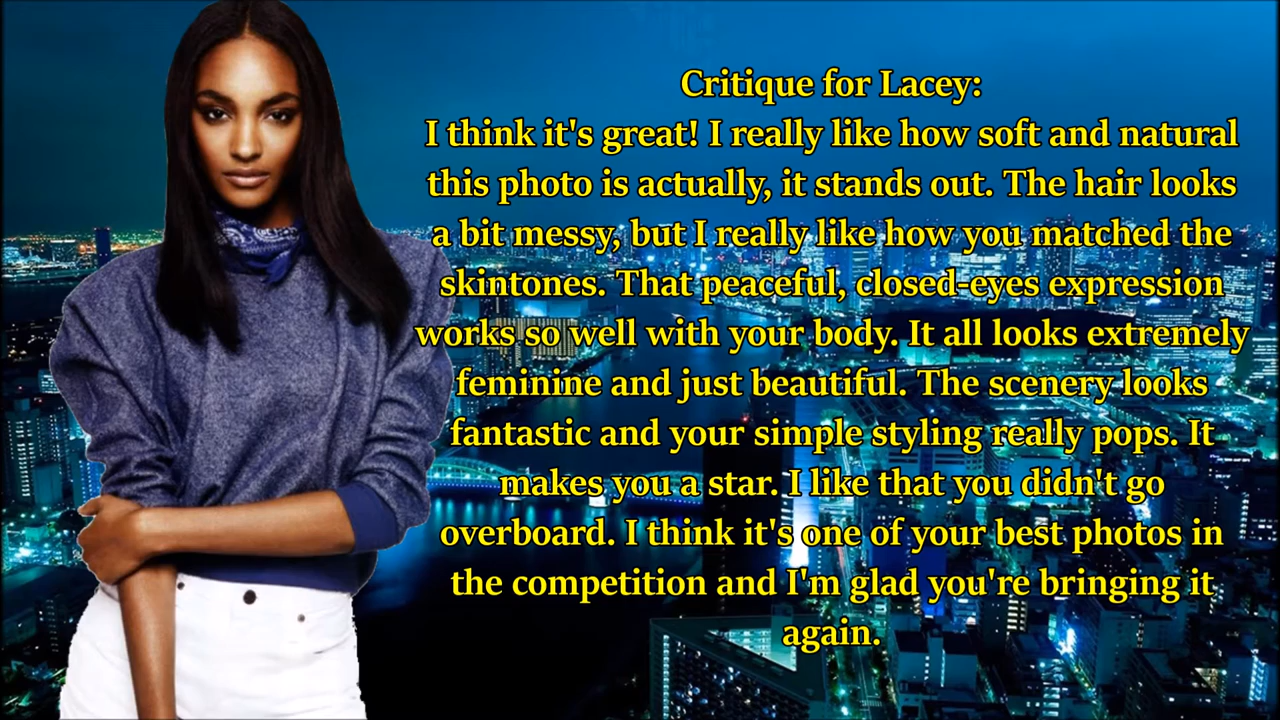 Critique for Lacey:
I think it's great! I really like how soft and natural
this photo is actually, it stands out. The hair looks
a bit messy, but I really like how you matched the
skintones. That peaceful, closed-eyes expression
works so well with your body. It all looks extremely
feminine and just beautiful. The scenery looks
fantastic and your simple styling really pops. It
makes you a star. I like that you didn't go
overboard. I think it's one of your best photos in
the competition and I'm glad you're bringing it
again.